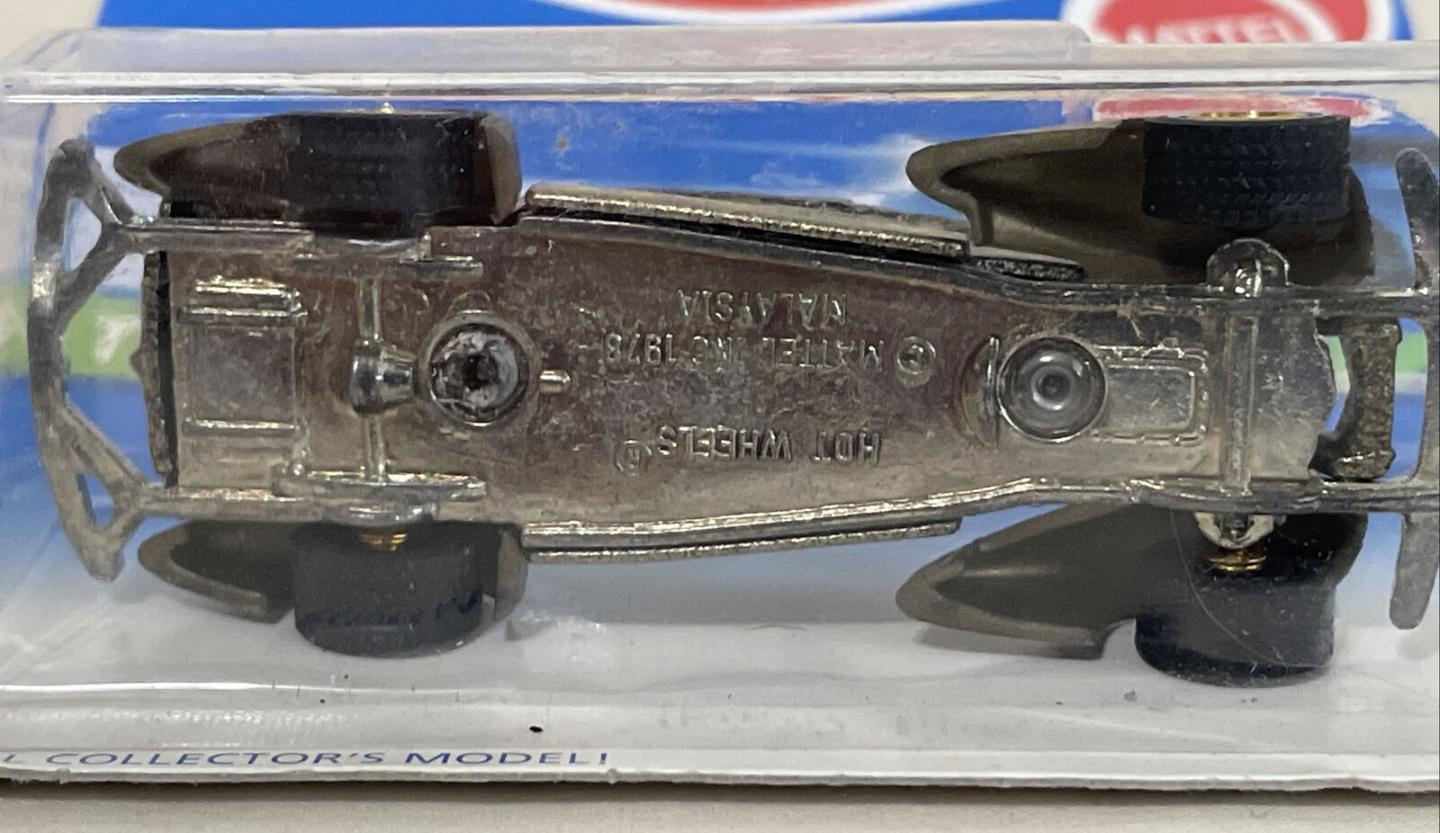 MATTEL
HOT WHEELS®
© MATTEL INC 1978
MALAYSIA
L COLLECTOR'S MODEL!